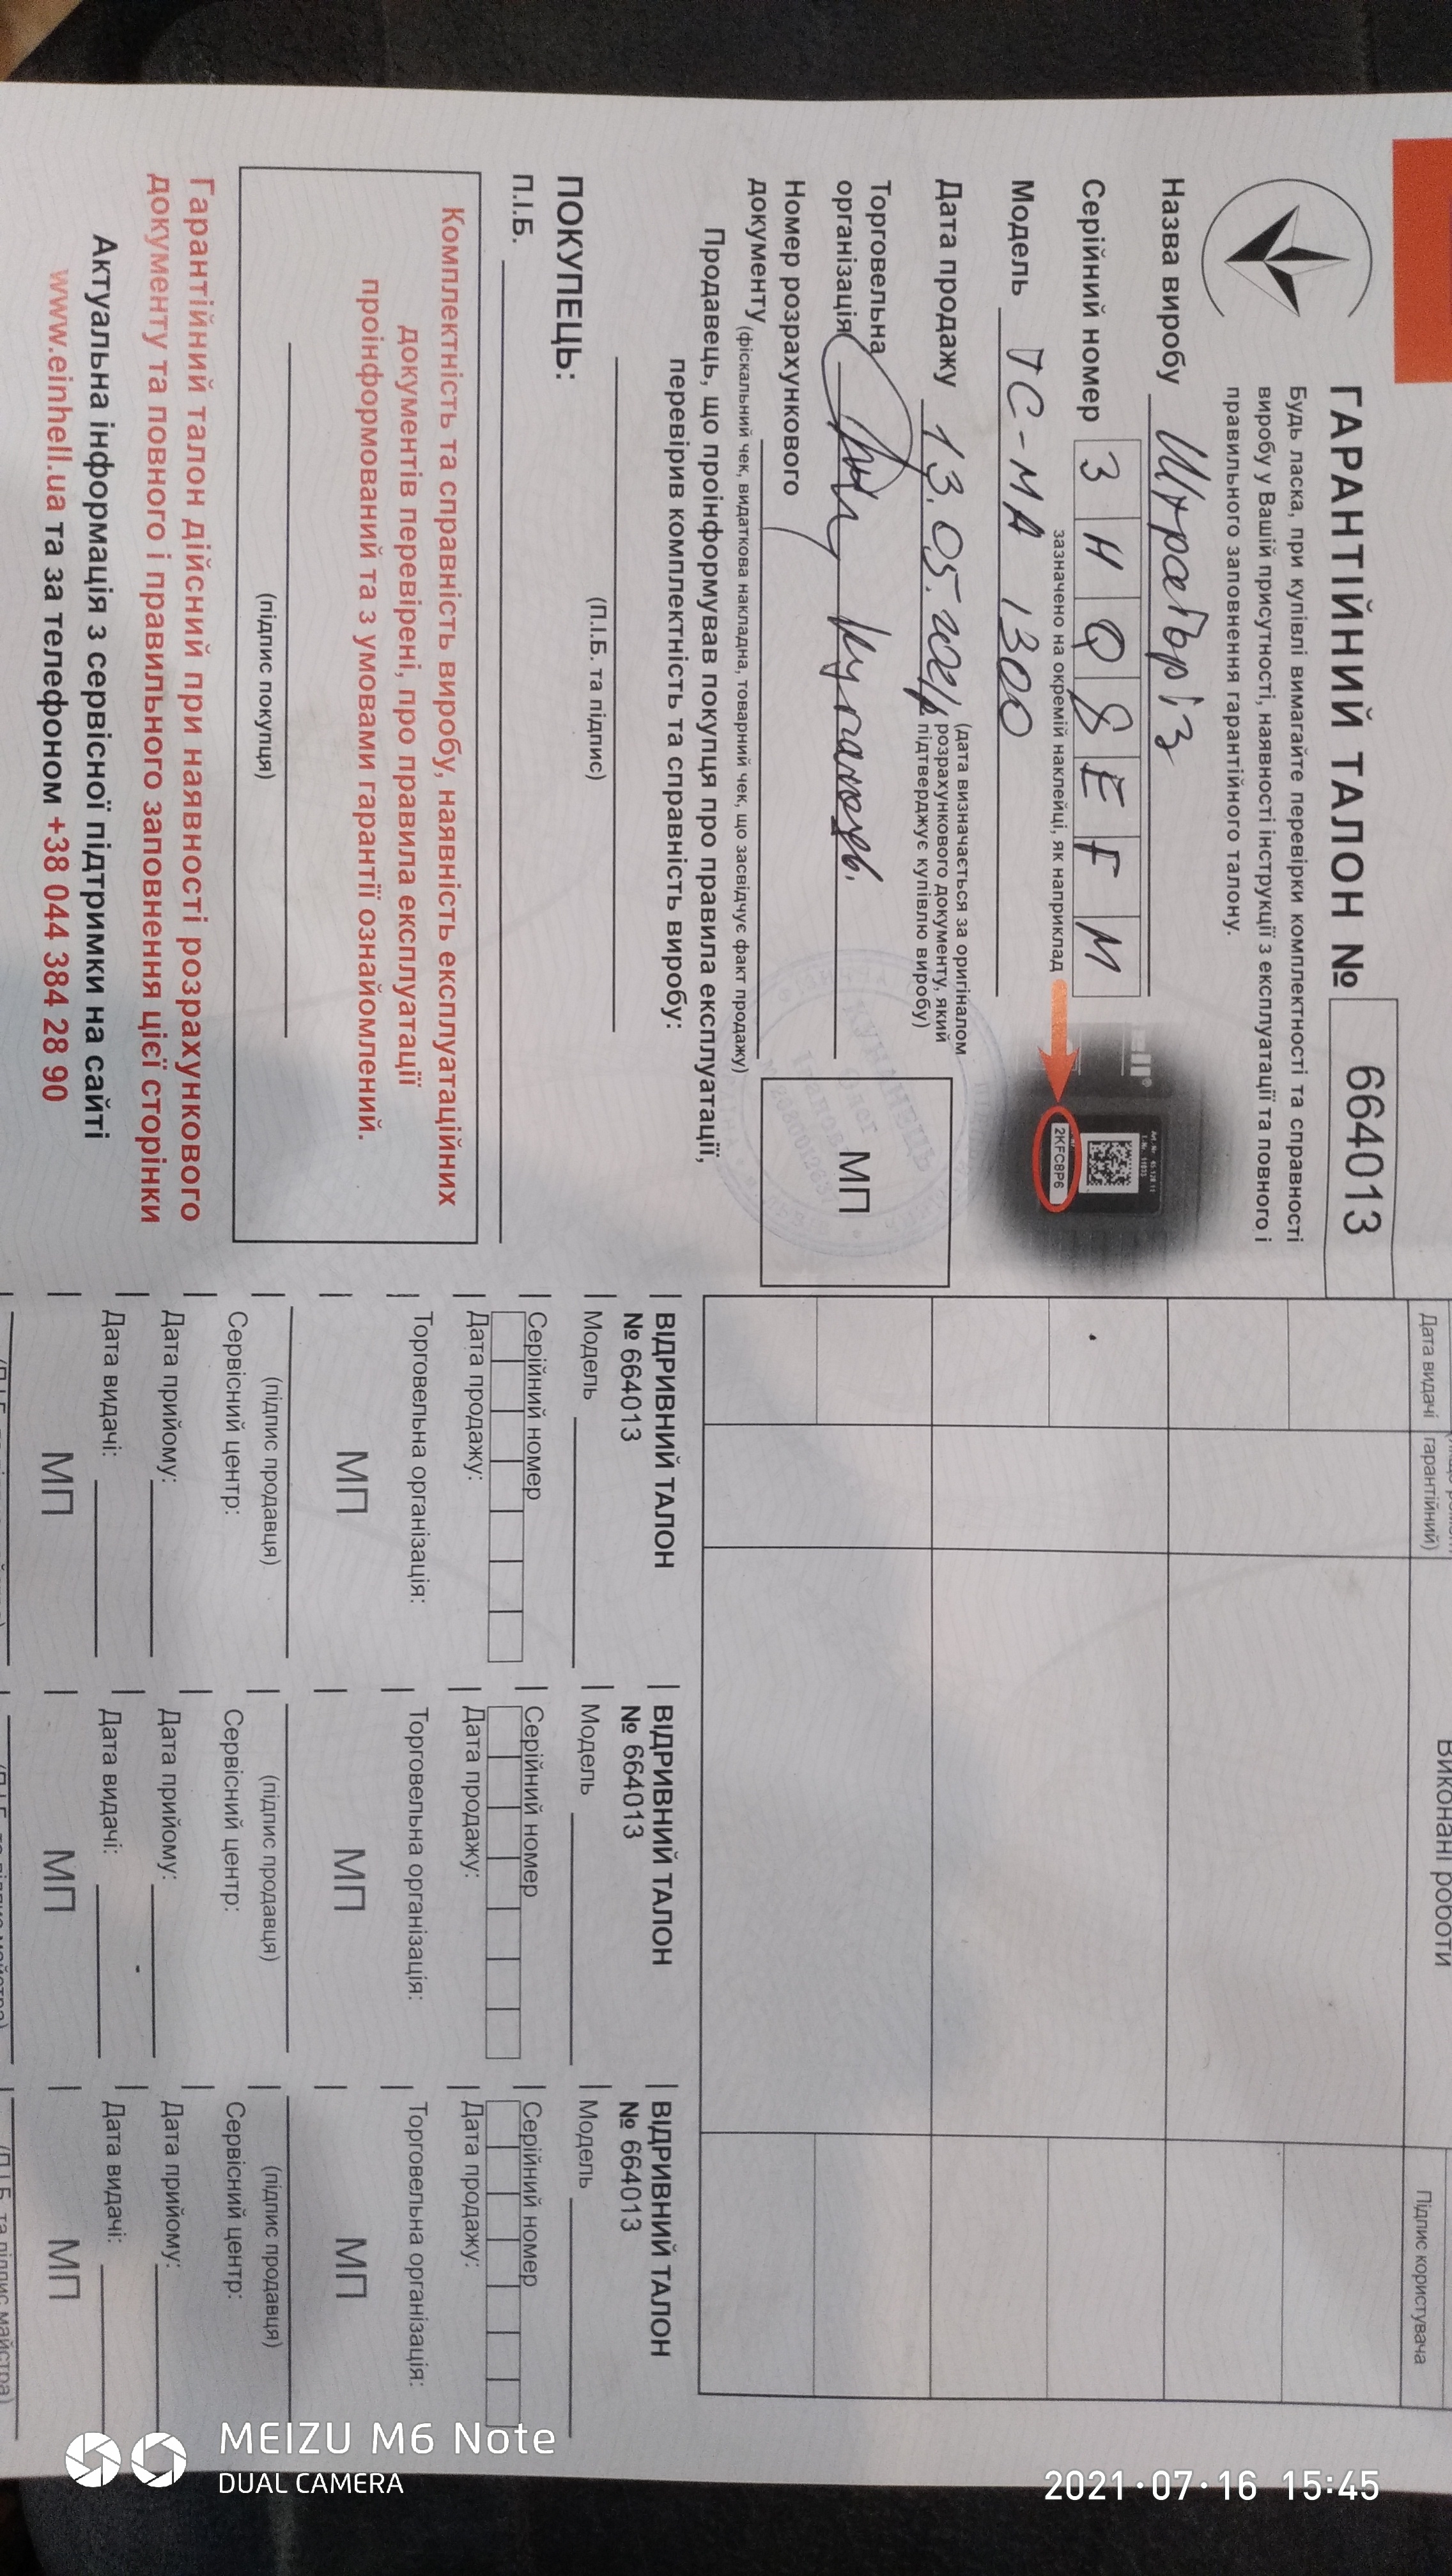 ГАРАНТІЙНИЙ ТАЛОН № 664013
Будь ласка, при купівлі вимагайте перевірки комплектності та справності
виробу у Вашій присутності, наявності інструкції з експлуатації та повного і
правильного заповнення гарантійного талону.
Назва виробу Штроборіз
Серійний номер 3 H Q 8 E F M
зазначено на окремій наклейці, як наприклад
2KFC8P6
Модель TC-MA 1300
Дата продажу 13.05.2021р
(дата визначається за оригіналом
розрахункового документу, який
підтверджує купівлю виробу)
Торговельна
організація
МП
Номер розрахункового
документу (фіскальний чек, видаткова накладна, товарний чек, що засвідчує факт продажу)
Продавець, що проінформував покупця про правила експлуатації,
перевірив комплектність та справність виробу:
(П.І.Б. та підпис)
ПОКУПЕЦЬ:
П.І.Б.
Комплектність та справність виробу, наявність експлуатаційних
документів перевірені, про правила експлуатації
проінформований та з умовами гарантії ознайомлений.
(підпис покупця)
Гарантійний талон дійсний при наявності розрахункового
документу та повного і правильного заповнення цієї сторінки
Актуальна інформація з сервісної підтримки на сайті
www.einhell.ua та за телефоном +38 044 384 28 90
Дата видачі
гарантійний)
Виконані роботи
Підпис користувача
ВІДРИВНИЙ ТАЛОН
№ 664013
Модель
Серійний номер
Дата продажу:
Торговельна організація:
МП
(підпис продавця)
Сервісний центр:
Дата прийому:
Дата видачі:
МП
ВІДРИВНИЙ ТАЛОН
№ 664013
Модель
Серійний номер
Дата продажу:
Торговельна організація:
МП
(підпис продавця)
Сервісний центр:
Дата прийому:
Дата видачі:
МП
ВІДРИВНИЙ ТАЛОН
№ 664013
Модель
Серійний номер
Дата продажу:
Торговельна організація:
МП
(підпис продавця)
Сервісний центр:
Дата прийому:
Дата видачі:
МП
(П.І.Б. та підпис майстра)
MEIZU M6 Note
DUAL CAMERA
2021·07·16 15:45